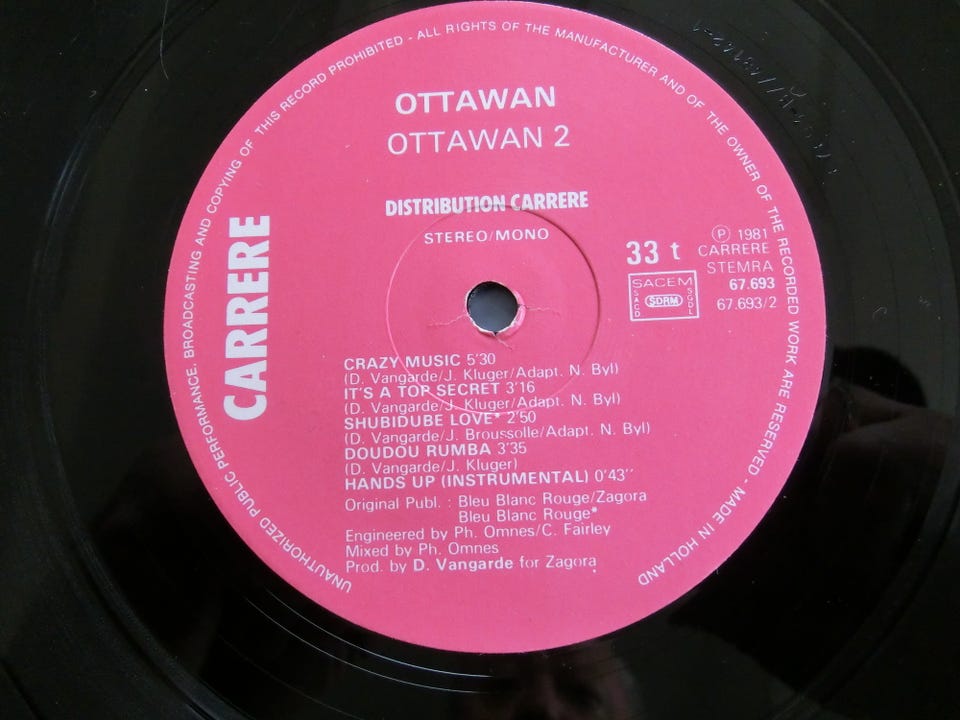 UNAUTHORIZED PUBLIC PERFORMANCE, BROADCASTING AND COPYING OF THIS RECORD PROHIBITED - ALL RIGHTS OF THE MANUFACTURER AND OF THE OWNER OF THE RECORDED WORK ARE RESERVED - MADE IN HOLLAND
OTTAWAN
OTTAWAN 2
DISTRIBUTION CARRERE
STEREO/MONO
CARRERE
33 t
Ⓟ 1981
CARRERE
STEMRA
67.693
67.693/2
SACEM
SACD
SDRM
SGDL
CRAZY MUSIC 5'30
(D. Vangarde/J. Kluger/Adapt. N. Byl)
IT'S A TOP SECRET 3'16
(D. Vangarde/J. Kluger/Adapt. N. Byl)
SHUBIDUBE LOVE* 2'50
(D. Vangarde/J. Broussolle/Adapt. N. Byl)
DOUDOU RUMBA 3'35
(D. Vangarde/J. Kluger)
HANDS UP (INSTRUMENTAL) 0'43''
Original Publ. : Bleu Blanc Rouge/Zagora
Bleu Blanc Rouge*
Engineered by Ph. Omnes/C. Fairley
Mixed by Ph. Omnes
Prod. by D. Vangarde for Zagora